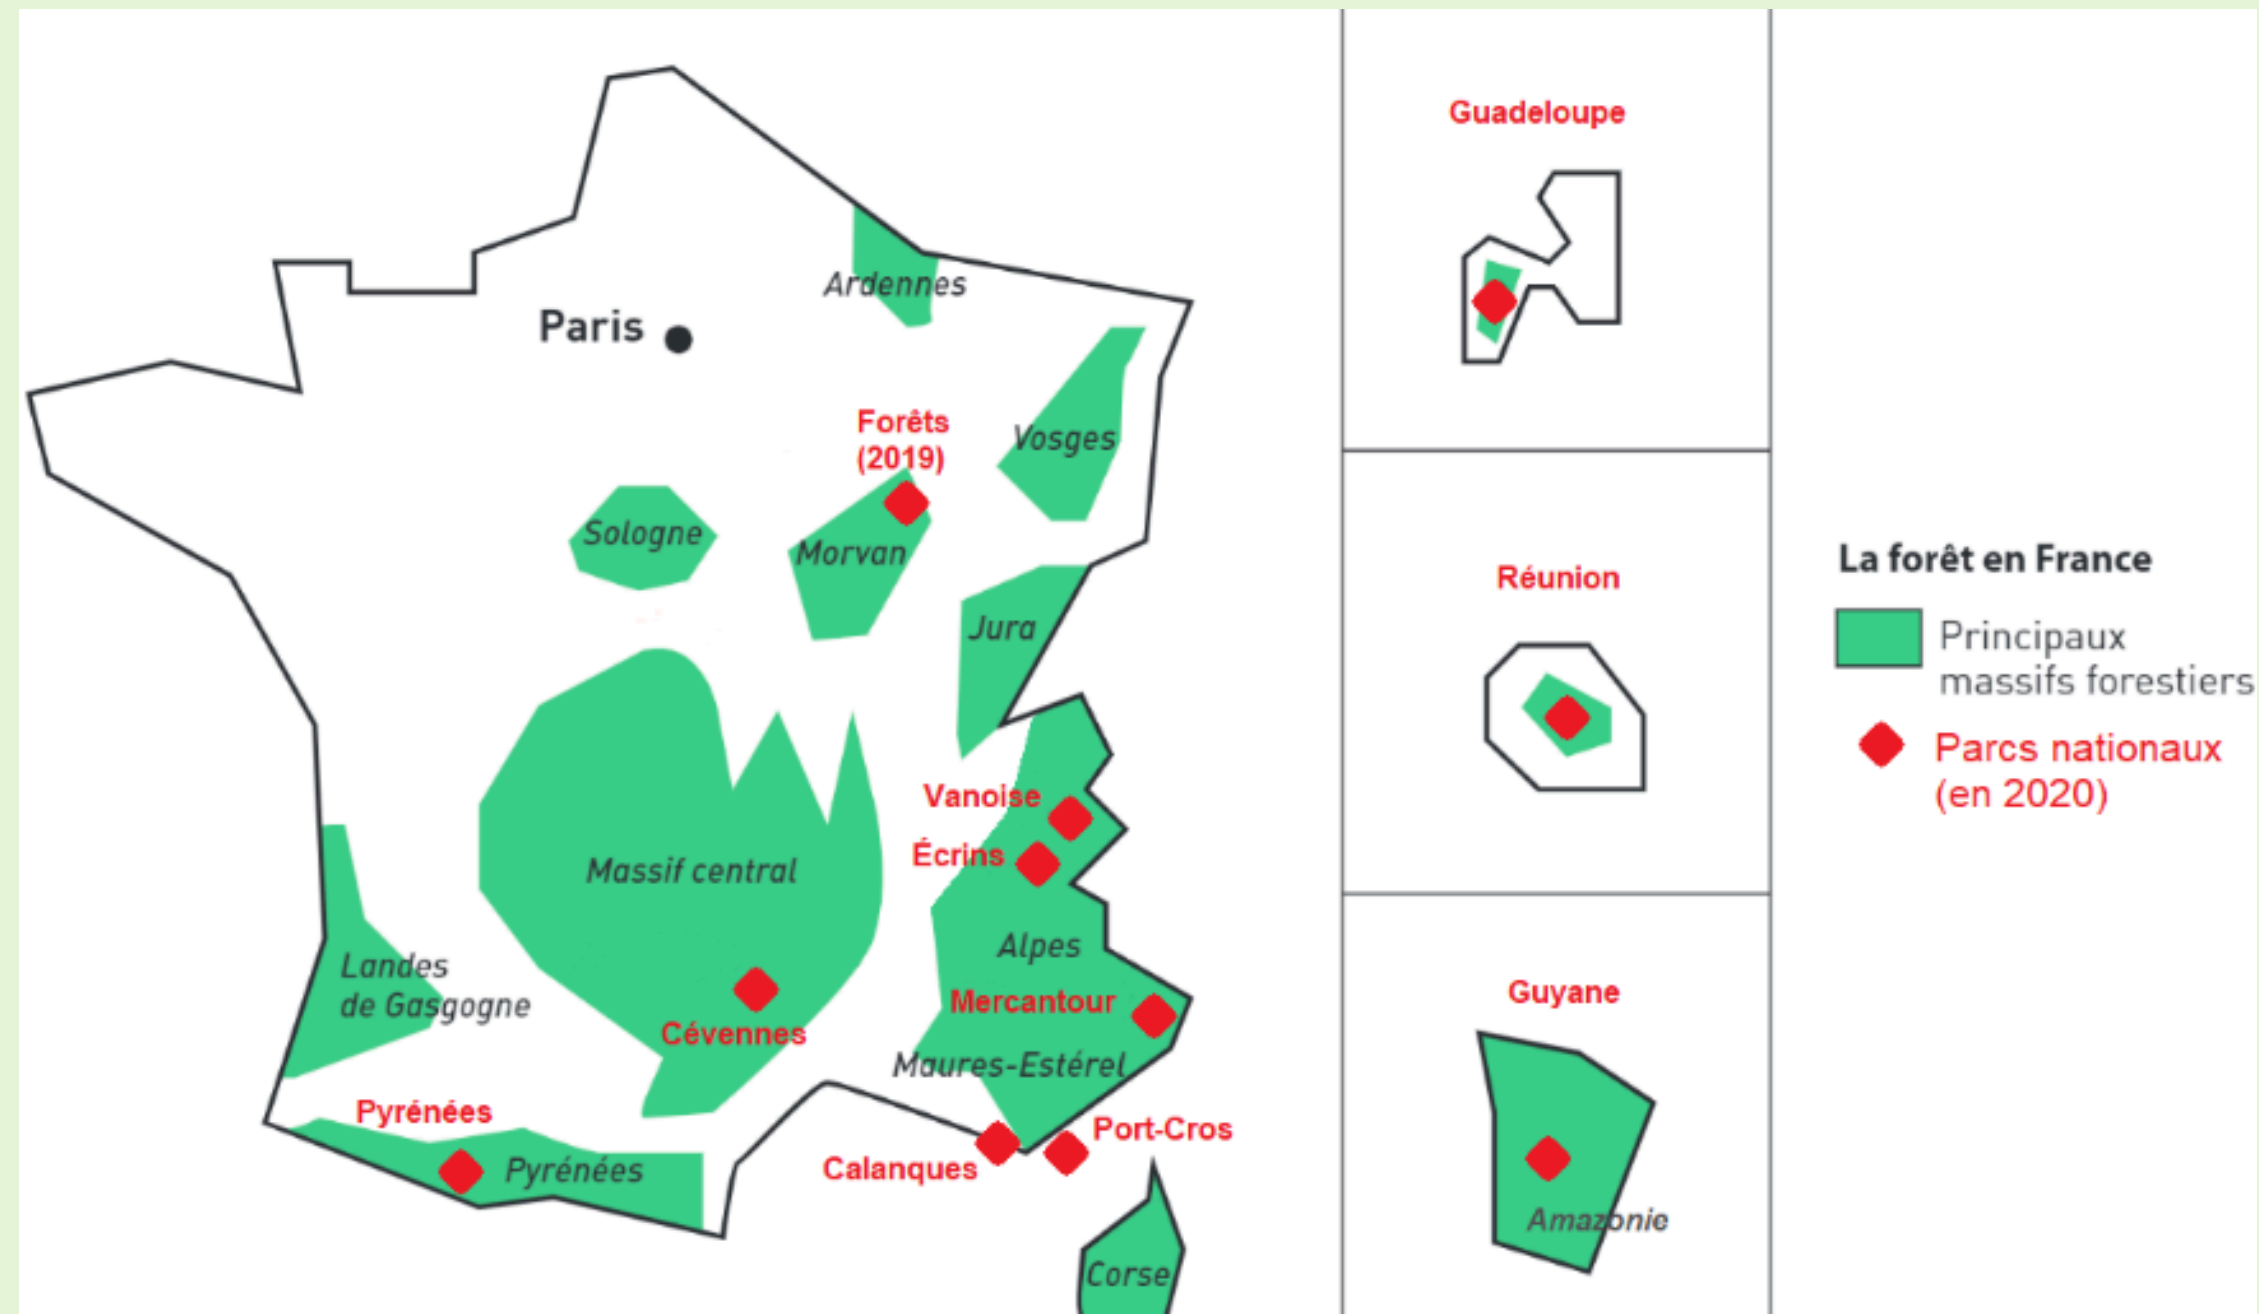 Ardennes
Paris
Forêts
(2019)
Vosges
Sologne
Morvan
Jura
Vanoise
Écrins
Massif central
Alpes
Landes
de Gasgogne
Mercantour
Cévennes
Maures-Estérel
Pyrénées
Port-Cros
Calanques
Pyrénées
Corse
Guadeloupe
Réunion
Guyane
Amazonie
La forêt en France
Principaux
massifs forestiers
Parcs nationaux
(en 2020)